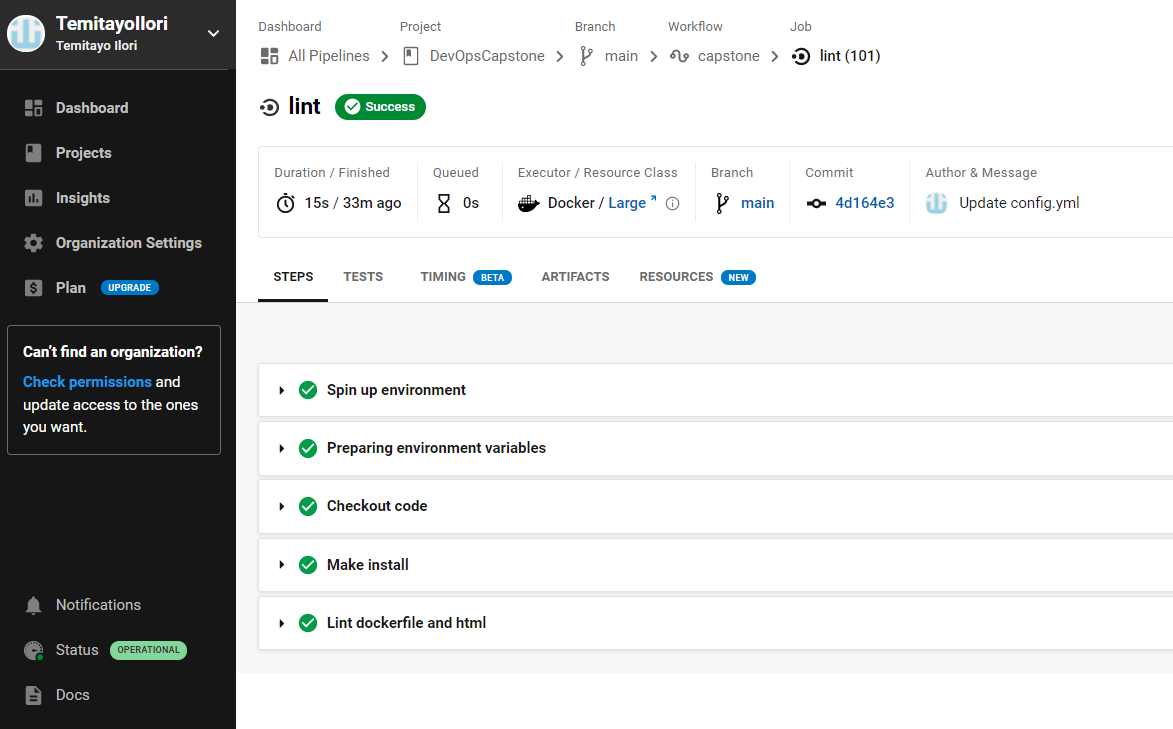 TemitayoIlori
Temitayo Ilori
Dashboard
Projects
Insights
Organization Settings
Plan UPGRADE
Can't find an organization?
Check permissions and
update access to the ones
you want.
Notifications
Status OPERATIONAL
Docs
Dashboard Project Branch Workflow Job
All Pipelines DevOpsCapstone main capstone lint (101)
lint Success
Duration / Finished Queued Executor / Resource Class Branch Commit Author & Message
15s / 33m ago 0s Docker / Large main 4d164e3 Update config.yml
STEPS TESTS TIMING BETA ARTIFACTS RESOURCES NEW
Spin up environment
Preparing environment variables
Checkout code
Make install
Lint dockerfile and html